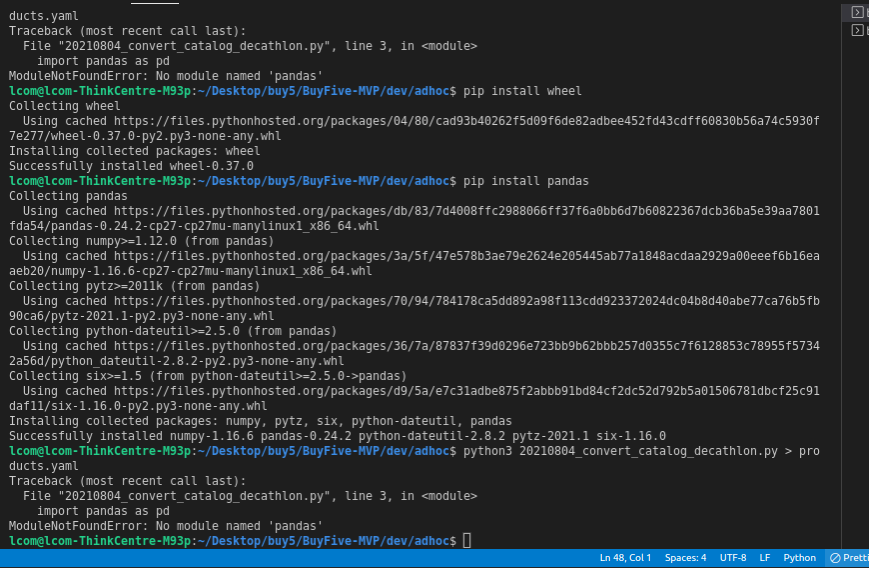 ducts.yaml
Traceback (most recent call last):
  File "20210804_convert_catalog_decathlon.py", line 3, in <module>
    import pandas as pd
ModuleNotFoundError: No module named 'pandas'
lcom@lcom-ThinkCentre-M93p:~/Desktop/buy5/BuyFive-MVP/dev/adhoc$ pip install wheel
Collecting wheel
  Using cached https://files.pythonhosted.org/packages/04/80/cad93b40262f5d09f6de82adbee452fd43cdff60830b56a74c5930f
7e277/wheel-0.37.0-py2.py3-none-any.whl
Installing collected packages: wheel
Successfully installed wheel-0.37.0
lcom@lcom-ThinkCentre-M93p:~/Desktop/buy5/BuyFive-MVP/dev/adhoc$ pip install pandas
Collecting pandas
  Using cached https://files.pythonhosted.org/packages/db/83/7d4008ffc2988066ff37f6a0bb6d7b60822367dcb36ba5e39aa7801
fda54/pandas-0.24.2-cp27-cp27mu-manylinux1_x86_64.whl
Collecting numpy>=1.12.0 (from pandas)
  Using cached https://files.pythonhosted.org/packages/3a/5f/47e578b3ae79e2624e205445ab77a1848acdaa2929a00eeef6b16ea
aeb20/numpy-1.16.6-cp27-cp27mu-manylinux1_x86_64.whl
Collecting pytz>=2011k (from pandas)
  Using cached https://files.pythonhosted.org/packages/70/94/784178ca5dd892a98f113cdd923372024dc04b8d40abe77ca76b5fb
90ca6/pytz-2021.1-py2.py3-none-any.whl
Collecting python-dateutil>=2.5.0 (from pandas)
  Using cached https://files.pythonhosted.org/packages/36/7a/87837f39d0296e723bb9b62bbb257d0355c7f6128853c78955f5734
2a56d/python_dateutil-2.8.2-py2.py3-none-any.whl
Collecting six>=1.5 (from python-dateutil>=2.5.0->pandas)
  Using cached https://files.pythonhosted.org/packages/d9/5a/e7c31adbe875f2abbb91bd84cf2dc52d792b5a01506781dbcf25c91
daf11/six-1.16.0-py2.py3-none-any.whl
Installing collected packages: numpy, pytz, six, python-dateutil, pandas
Successfully installed numpy-1.16.6 pandas-0.24.2 python-dateutil-2.8.2 pytz-2021.1 six-1.16.0
lcom@lcom-ThinkCentre-M93p:~/Desktop/buy5/BuyFive-MVP/dev/adhoc$ python3 20210804_convert_catalog_decathlon.py > pro
ducts.yaml
Traceback (most recent call last):
  File "20210804_convert_catalog_decathlon.py", line 3, in <module>
    import pandas as pd
ModuleNotFoundError: No module named 'pandas'
lcom@lcom-ThinkCentre-M93p:~/Desktop/buy5/BuyFive-MVP/dev/adhoc$
Ln 48, Col 1 Spaces: 4 UTF-8 LF Python Pretti